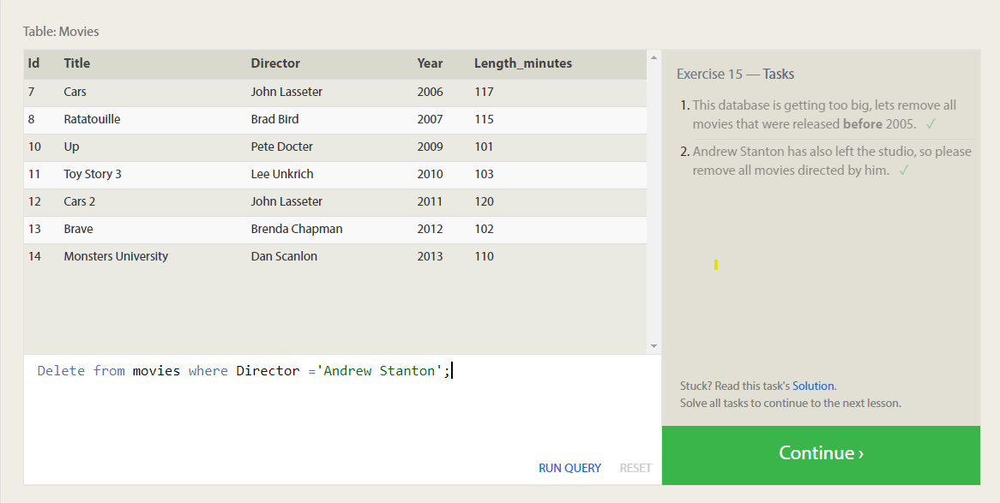 Table: Movies
Id Title Director Year Length_minutes
7 Cars John Lasseter 2006 117
8 Ratatouille Brad Bird 2007 115
10 Up Pete Docter 2009 101
11 Toy Story 3 Lee Unkrich 2010 103
12 Cars 2 John Lasseter 2011 120
13 Brave Brenda Chapman 2012 102
14 Monsters University Dan Scanlon 2013 110
Delete from movies where Director ='Andrew Stanton';
RUN QUERY RESET
Exercise 15 — Tasks
1. This database is getting too big, lets remove all
movies that were released before 2005. ✓
2. Andrew Stanton has also left the studio, so please
remove all movies directed by him. ✓
Stuck? Read this task's Solution.
Solve all tasks to continue to the next lesson.
Continue ›